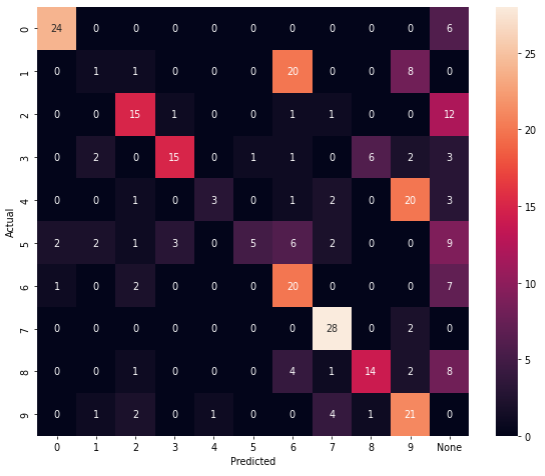 0 24 0 0 0 0 0 0 0 0 0 6
1 0 1 1 0 0 0 20 0 0 8 0
2 0 0 15 1 0 0 1 1 0 0 12
3 0 2 0 15 0 1 1 0 6 2 3
4 0 0 1 0 3 0 1 2 0 20 3
5 2 2 1 3 0 5 6 2 0 0 9
6 1 0 2 0 0 0 20 0 0 0 7
7 0 0 0 0 0 0 0 28 0 2 0
8 0 0 1 0 0 0 4 1 14 2 8
9 0 1 2 0 1 0 0 4 1 21 0
0 1 2 3 4 5 6 7 8 9 None
Predicted
Actual
25
20
15
10
5
0